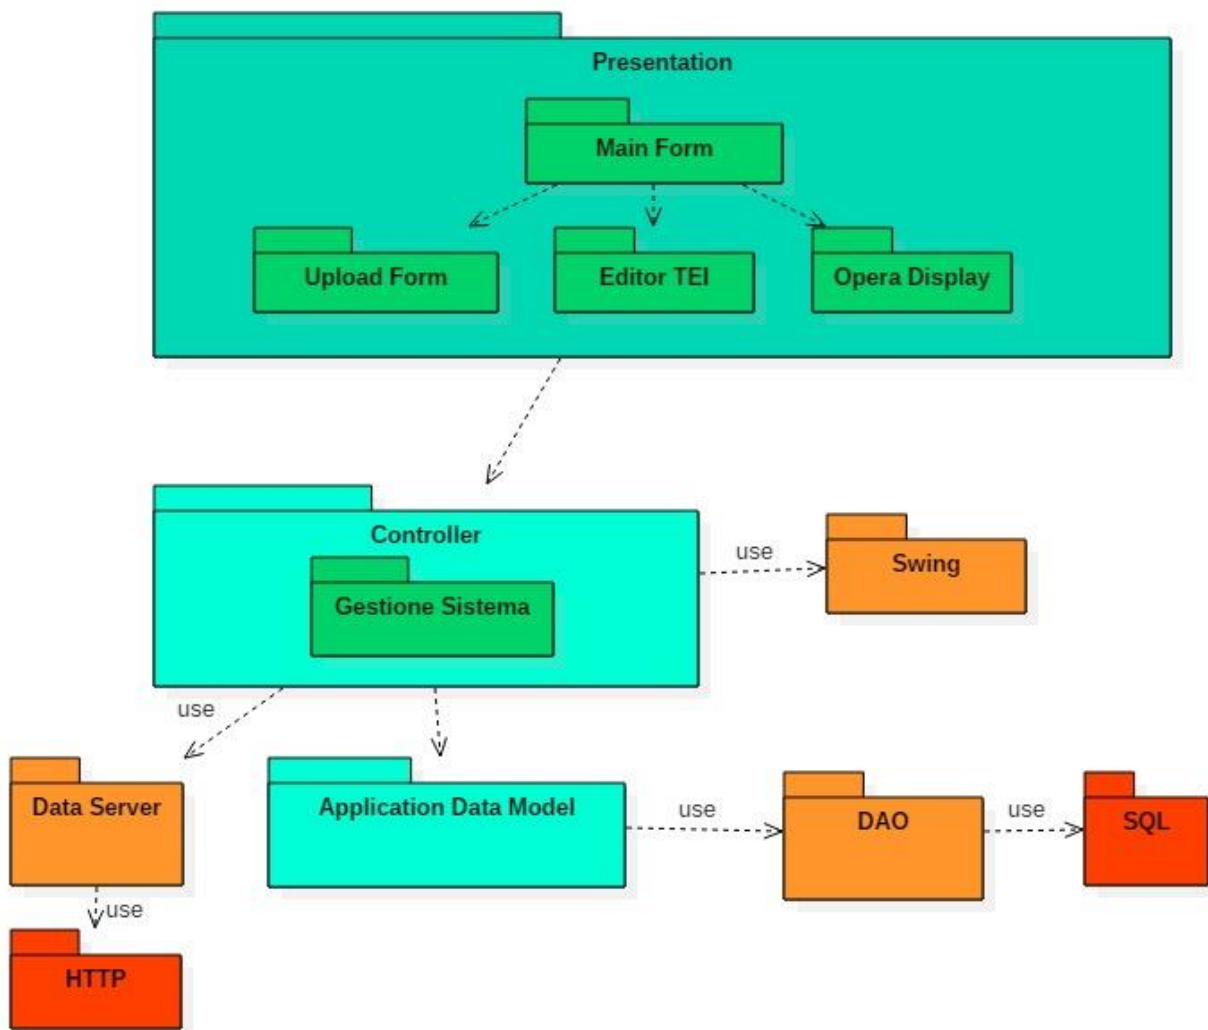 Presentation
Main Form
Upload Form
Editor TEI
Opera Display
Controller
use
Swing
Gestione Sistema
use
Data Server
Application Data Model
use
DAO
use
SQL
use
HTTP